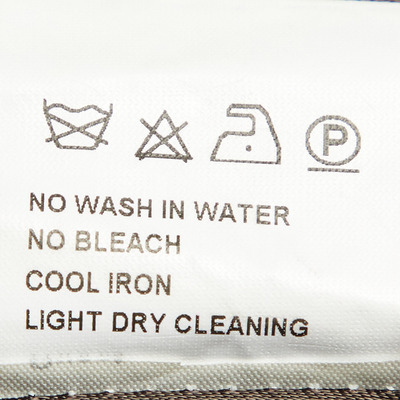 P
NO WASH IN WATER
NO BLEACH
COOL IRON
LIGHT DRY CLEANING